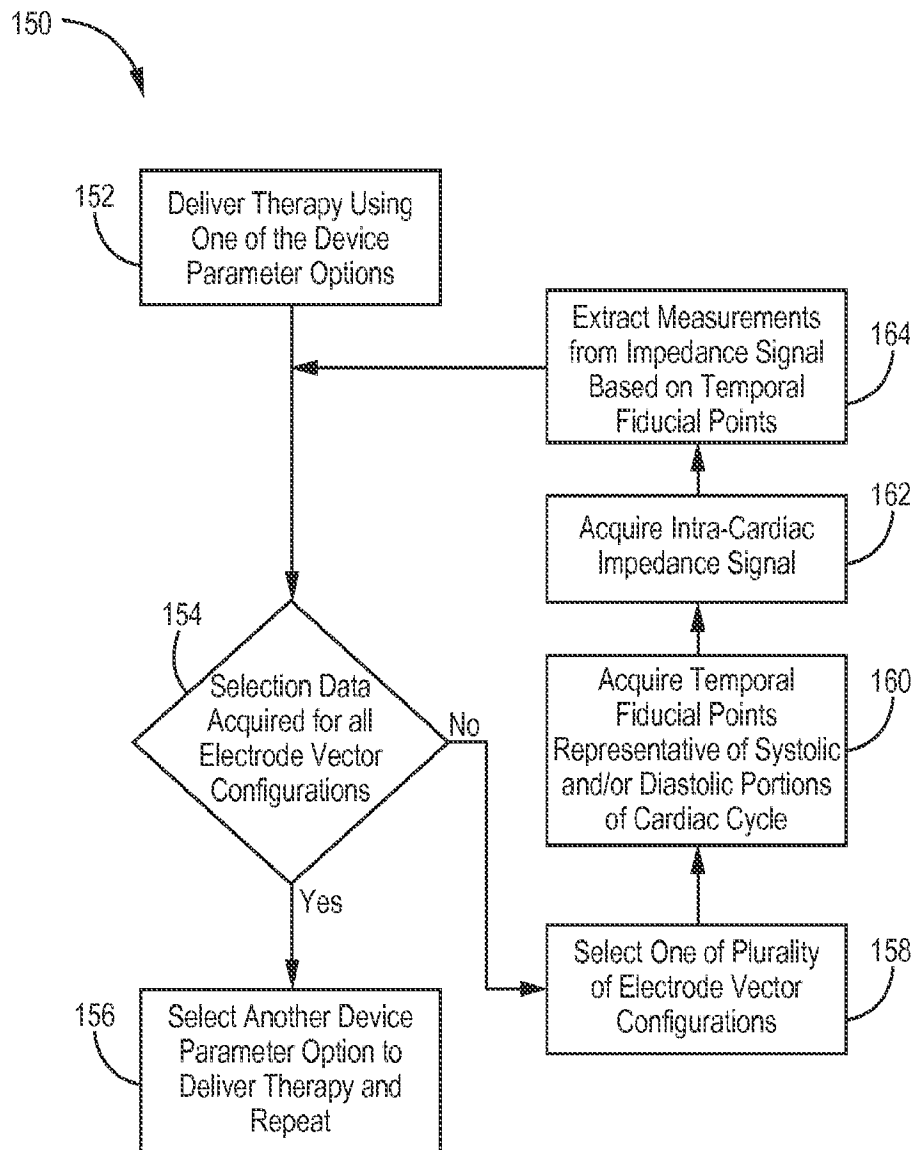 150
152
Deliver Therapy Using
One of the Device
Parameter Options
Extract Measurements
from Impedance Signal
Based on Temporal
Fiducial Points
164
Acquire Intra-Cardiac
Impedance Signal
162
154
Selection Data
Acquired for all
Electrode Vector
Configurations
No
Yes
Acquire Temporal
Fiducial Points
Representative of Systolic
and/or Diastolic Portions
of Cardiac Cycle
160
Select One of Plurality
of Electrode Vector
Configurations
158
156
Select Another Device
Parameter Option to
Deliver Therapy and
Repeat